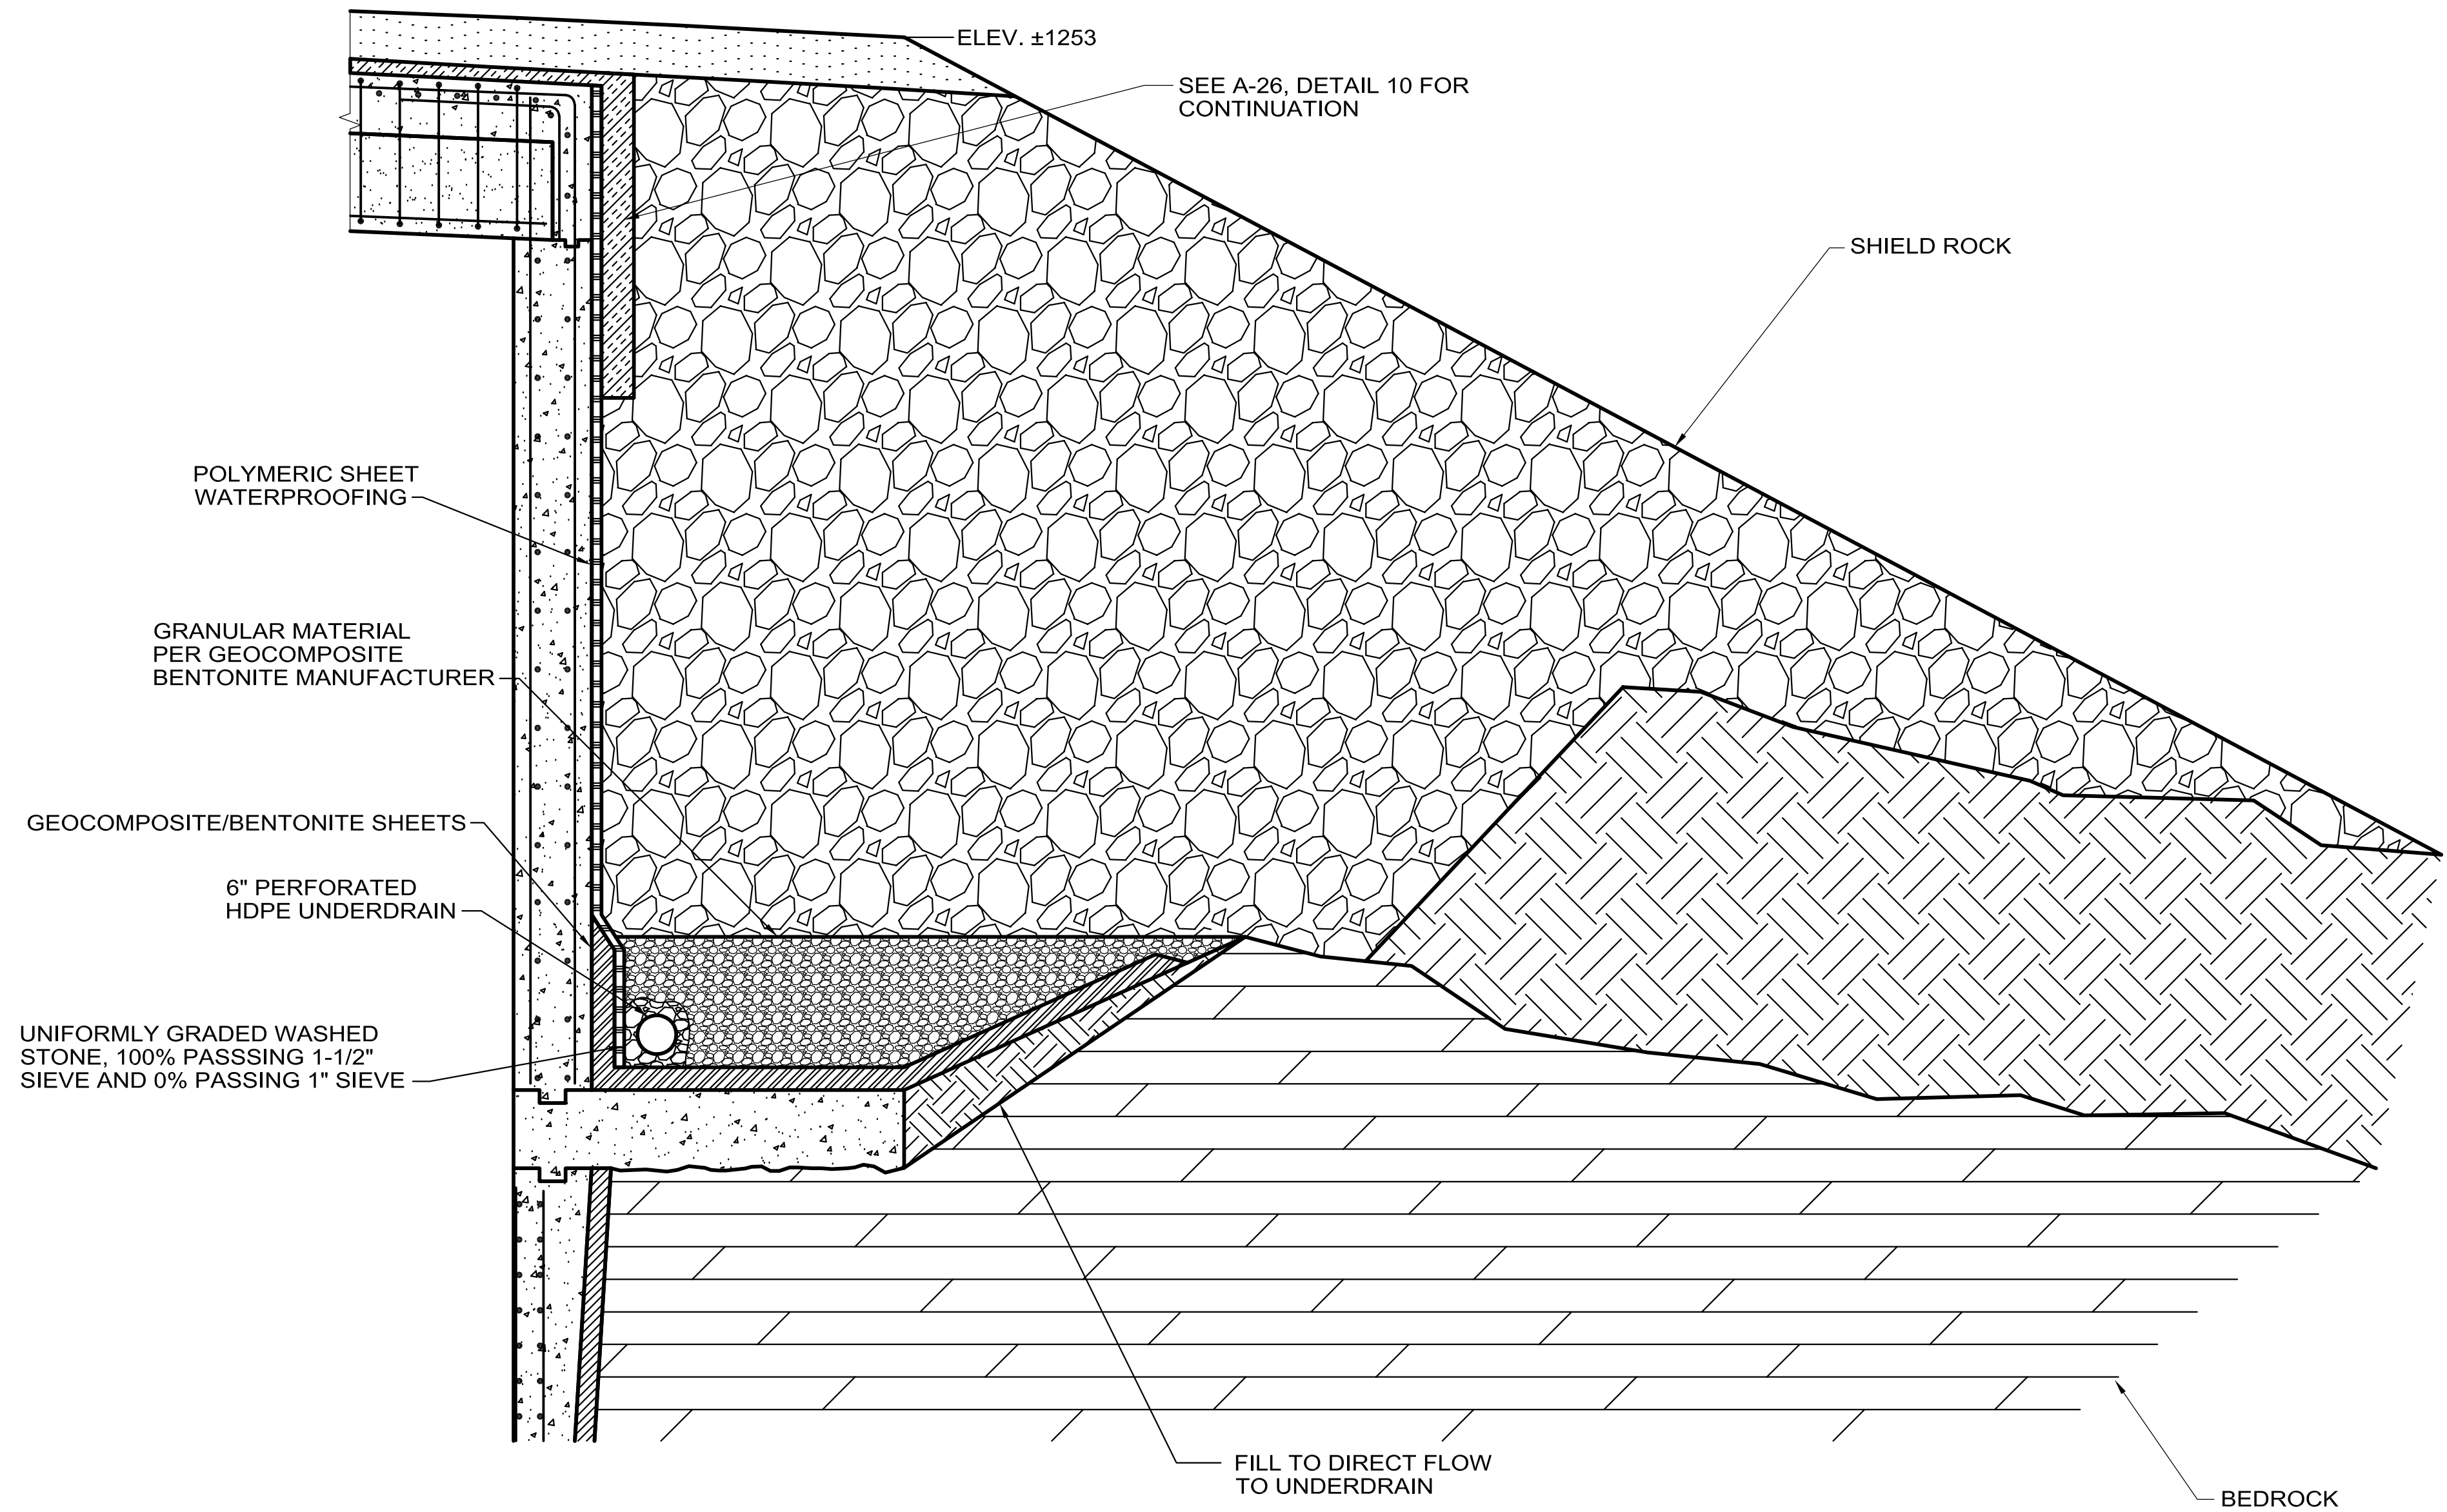 ELEV. ±1253
SEE A-26, DETAIL 10 FOR
CONTINUATION
SHIELD ROCK
POLYMERIC SHEET
WATERPROOFING
GRANULAR MATERIAL
PER GEOCOMPOSITE
BENTONITE MANUFACTURER
GEOCOMPOSITE/BENTONITE SHEETS
6" PERFORATED
HDPE UNDERDRAIN
UNIFORMLY GRADED WASHED
STONE, 100% PASSSING 1-1/2"
SIEVE AND 0% PASSING 1" SIEVE
FILL TO DIRECT FLOW
TO UNDERDRAIN
BEDROCK